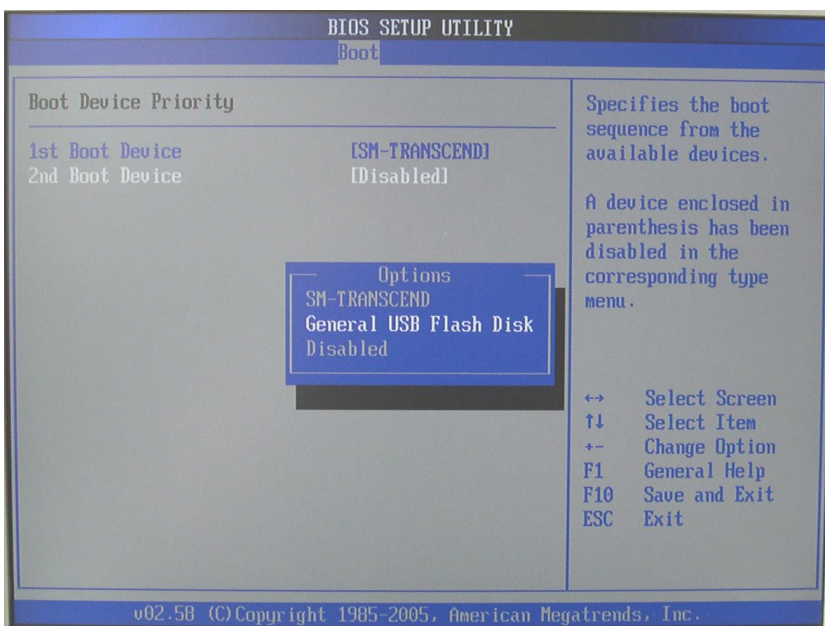 BIOS SETUP UTILITY
Boot
Boot Device Priority
1st Boot Device [SM-TRANSCEND]
2nd Boot Device [Disabled]
Options
SM-TRANSCEND
General USB Flash Disk
Disabled
Specifies the boot
sequence from the
available devices.
A device enclosed in
parenthesis has been
disabled in the
corresponding type
menu.
←→ Select Screen
↑↓ Select Item
+- Change Option
F1 General Help
F10 Save and Exit
ESC Exit
v02.58 (C)Copyright 1985-2005, American Megatrends, Inc.